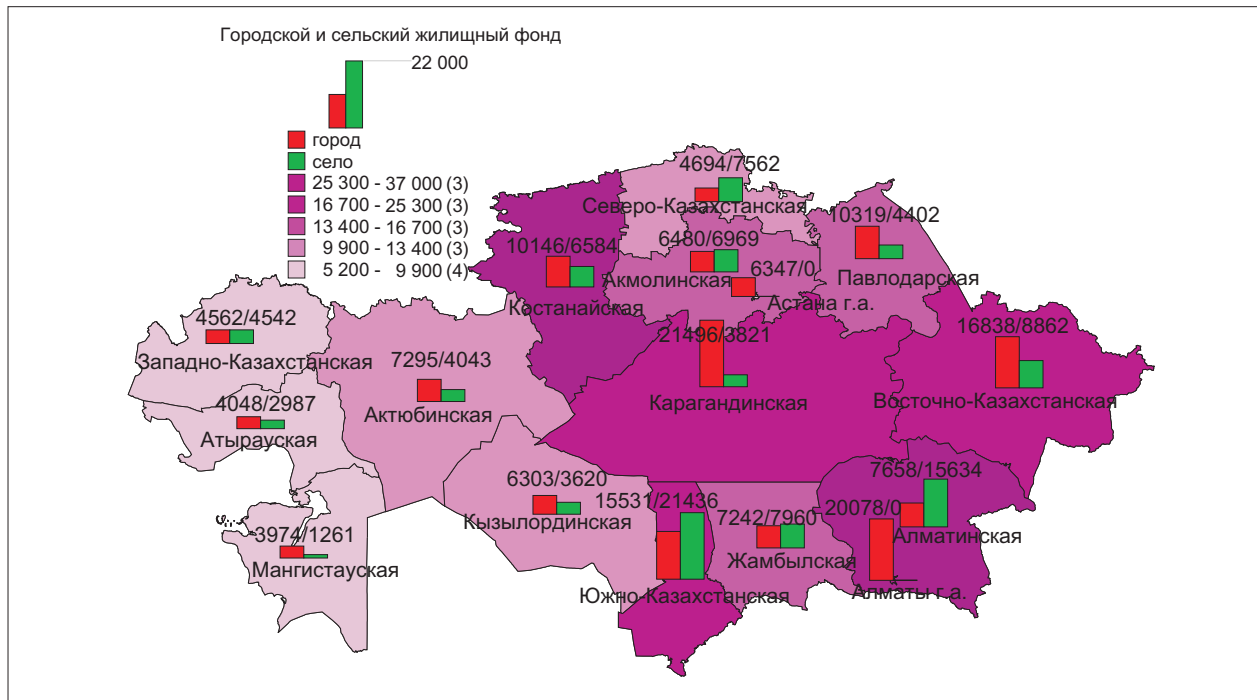 Городской и сельский жилищный фонд
22 000
город
село
25 300 - 37 000 (3)
16 700 - 25 300 (3)
13 400 - 16 700 (3)
9 900 - 13 400 (3)
5 200 - 9 900 (4)
4694/7562
Северо-Казахстанская
10319/4402
Павлодарская
10146/6584
Костанайская
6480/6969
Акмолинская
6347/0
Астана г.а.
4562/4542
Западно-Казахстанская
7295/4043
Актюбинская
21496/3821
Карагандинская
16838/8862
Восточно-Казахстанская
4048/2987
Атырауская
6303/3620
Кызылординская
15531/21436
Южно-Казахстанская
7242/7960
Жамбылская
7658/15634
Алматинская
20078/0
Алматы г.а.
3974/1261
Мангистауская